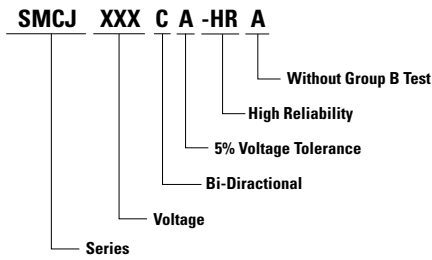 SMCJ XXX C A -HR A
Without Group B Test
High Reliability
5% Voltage Tolerance
Bi-Diractional
Voltage
Series